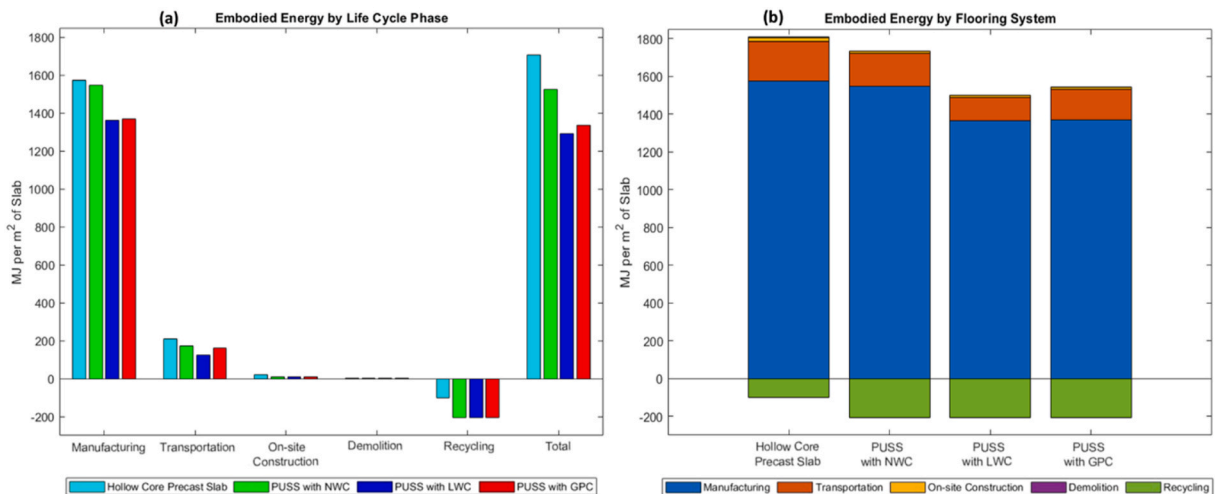 (a) Embodied Energy by Life Cycle Phase
MJ per m² of Slab
1800
1600
1400
1200
1000
800
600
400
200
0
-200
Manufacturing Transportation On-site Construction Demolition Recycling Total
Hollow Core Precast Slab PUSS with NWC PUSS with LWC PUSS with GPC
(b) Embodied Energy by Flooring System
MJ per m² of Slab
1800
1600
1400
1200
1000
800
600
400
200
0
-200
Hollow Core Precast Slab PUSS with NWC PUSS with LWC PUSS with GPC
Manufacturing Transportation On-site Construction Demolition Recycling